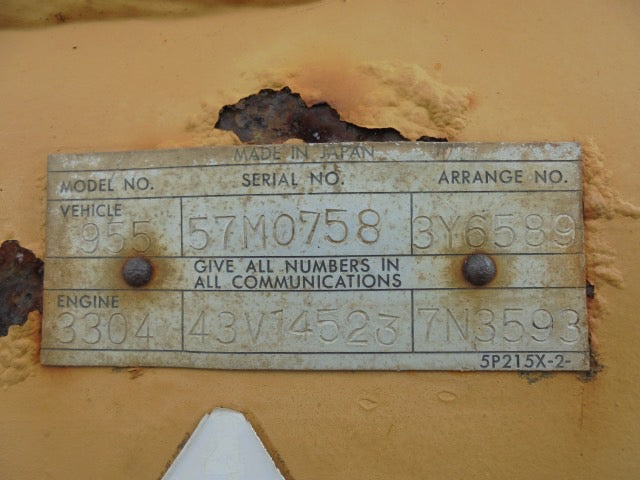 MADE IN JAPAN
MODEL NO. SERIAL NO. ARRANGE NO.
VEHICLE
955 57M0758 3Y6589
GIVE ALL NUMBERS IN
ALL COMMUNICATIONS
ENGINE
3304 43V14523 7N3593
5P215X-2-